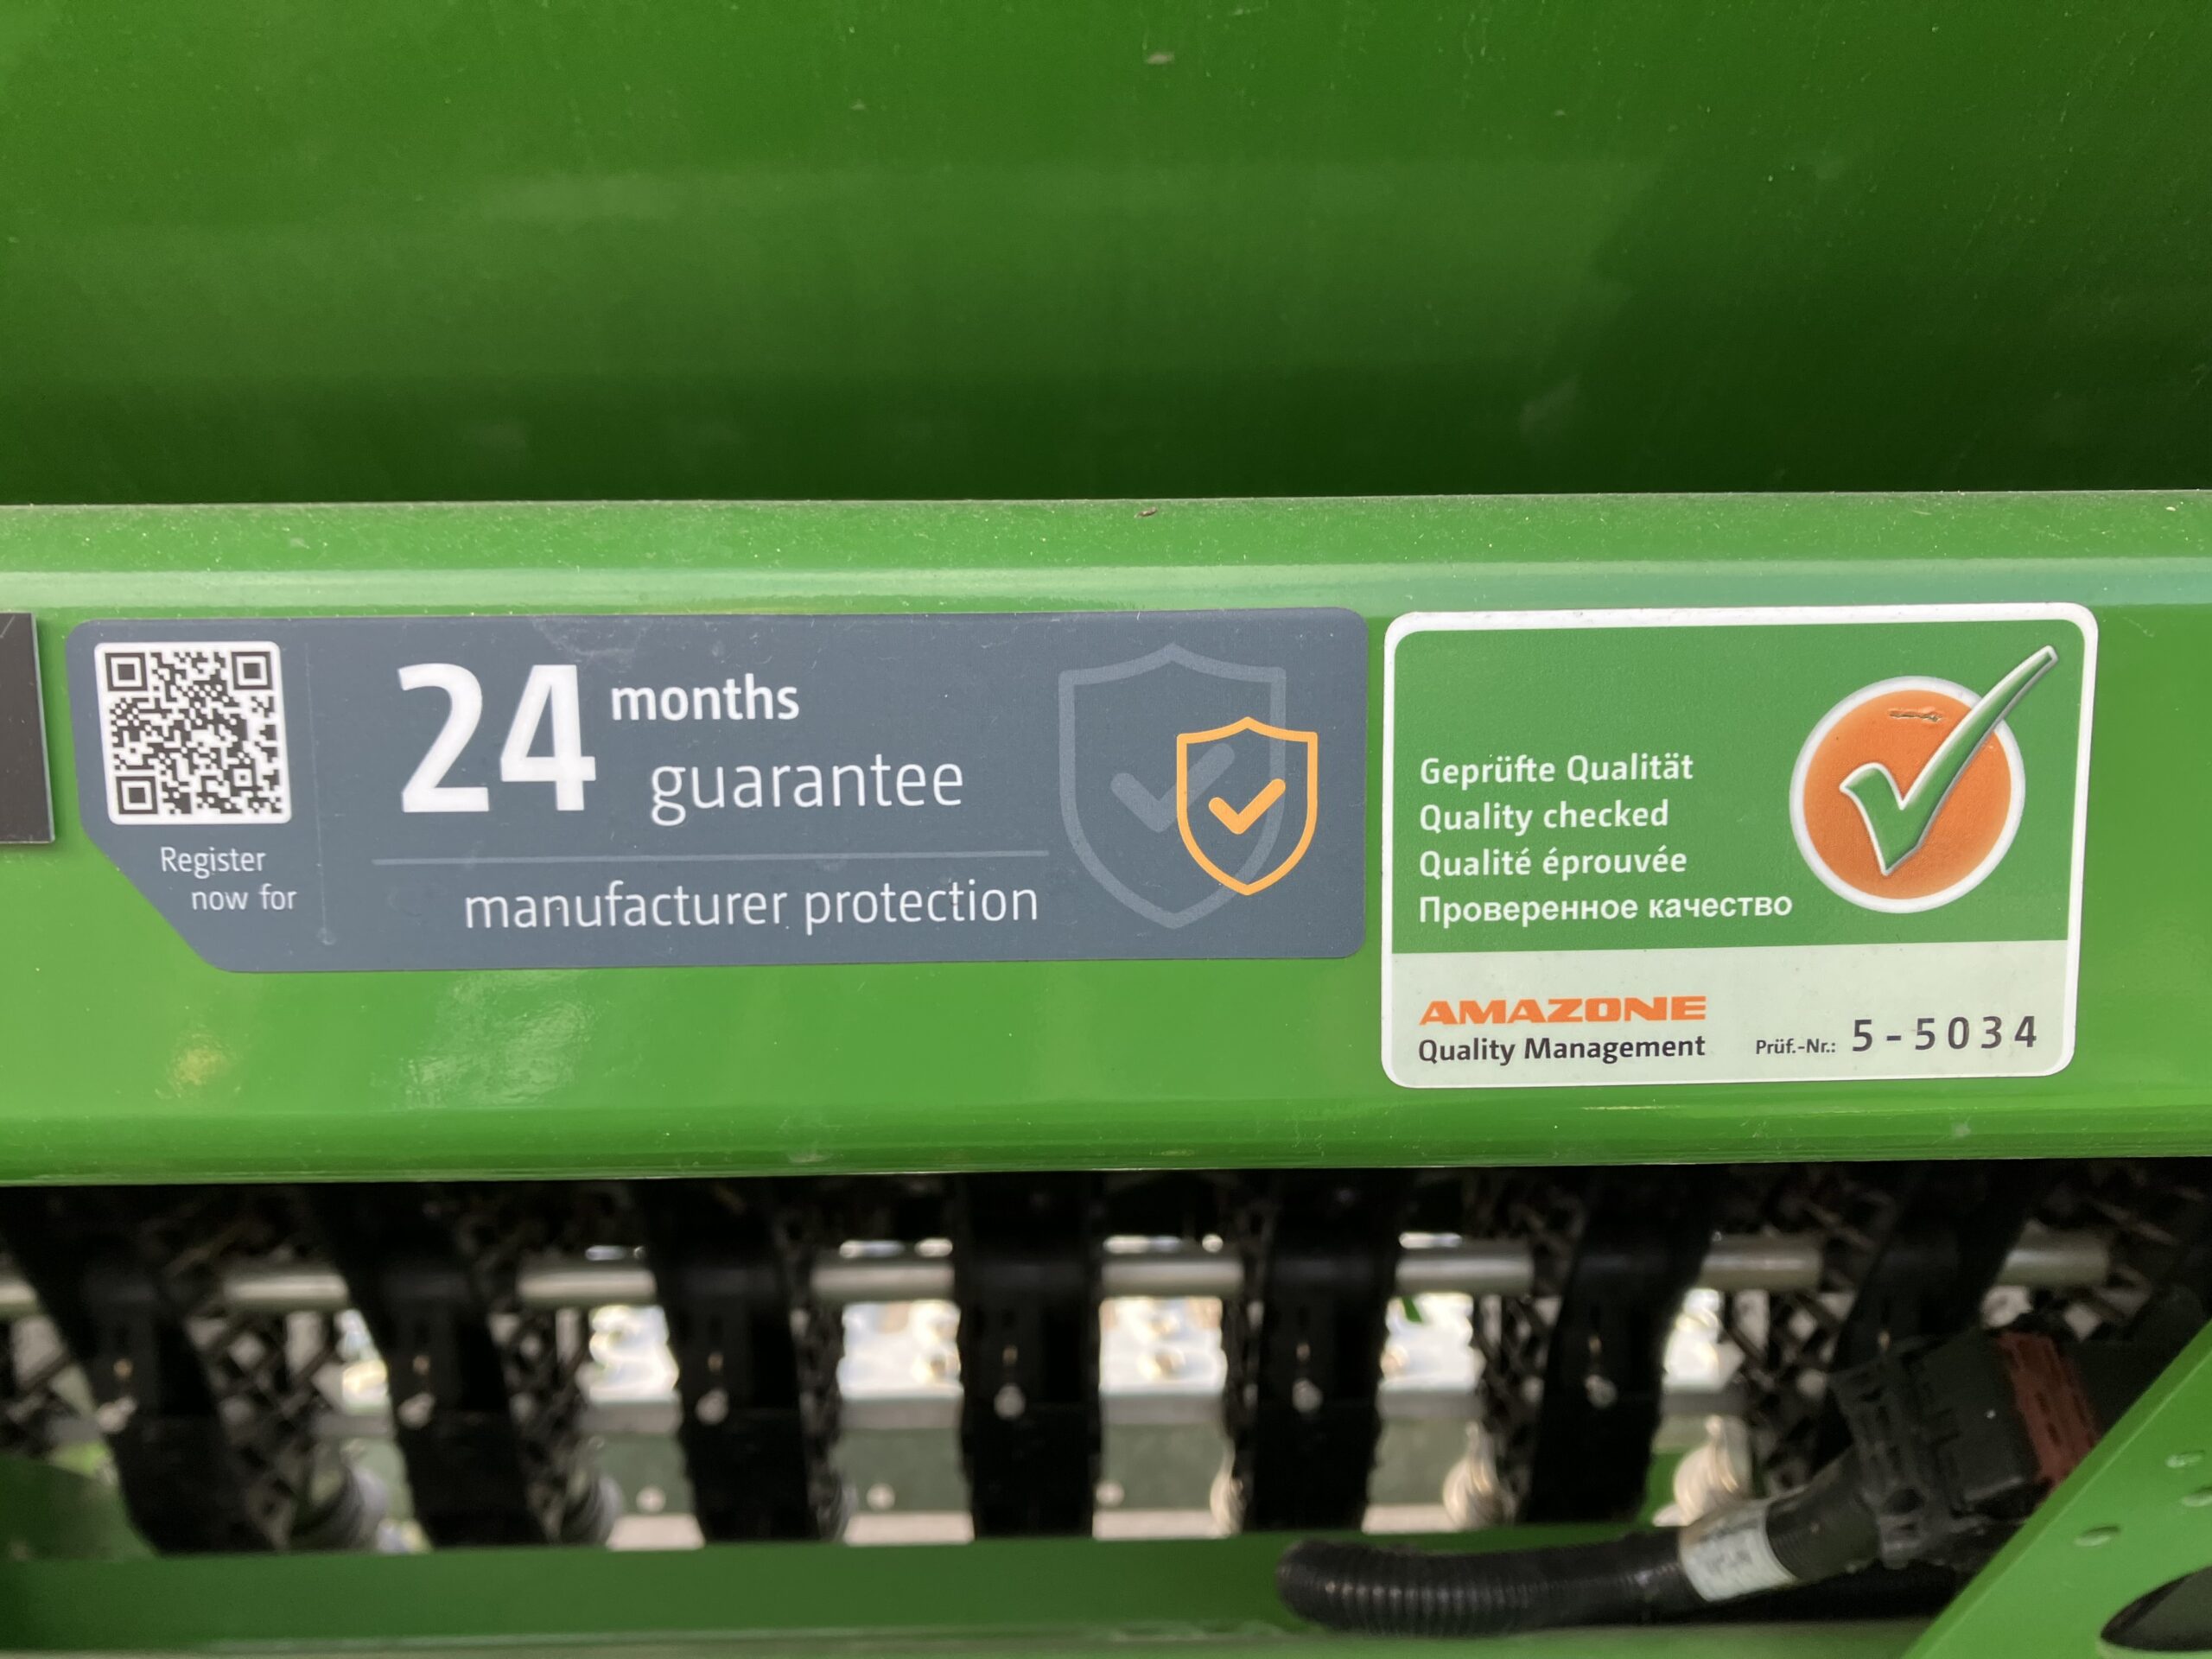 24 months
guarantee
manufacturer protection
Register
now for
Geprüfte Qualität
Quality checked
Qualité éprouvée
Проверенное качество
AMAZONE
Quality Management
Prüf.-Nr.: 5-5034